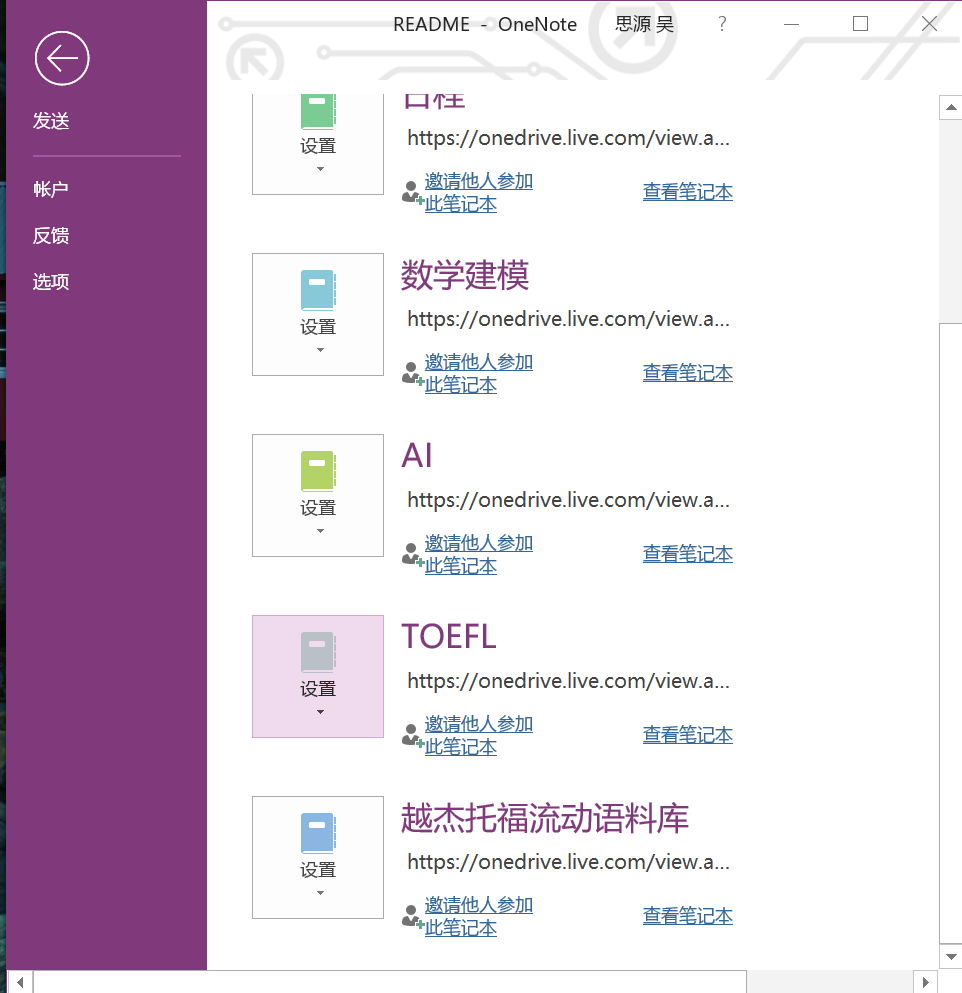 README - OneNote 思源 吴 ?
发送
帐户
反馈
选项
日程
https://onedrive.live.com/view.a...
设置
邀请他人参加
此笔记本
查看笔记本
数学建模
https://onedrive.live.com/view.a...
设置
邀请他人参加
此笔记本
查看笔记本
AI
https://onedrive.live.com/view.a...
设置
邀请他人参加
此笔记本
查看笔记本
TOEFL
https://onedrive.live.com/view.a...
设置
邀请他人参加
此笔记本
查看笔记本
越杰托福流动语料库
https://onedrive.live.com/view.a...
设置
邀请他人参加
此笔记本
查看笔记本